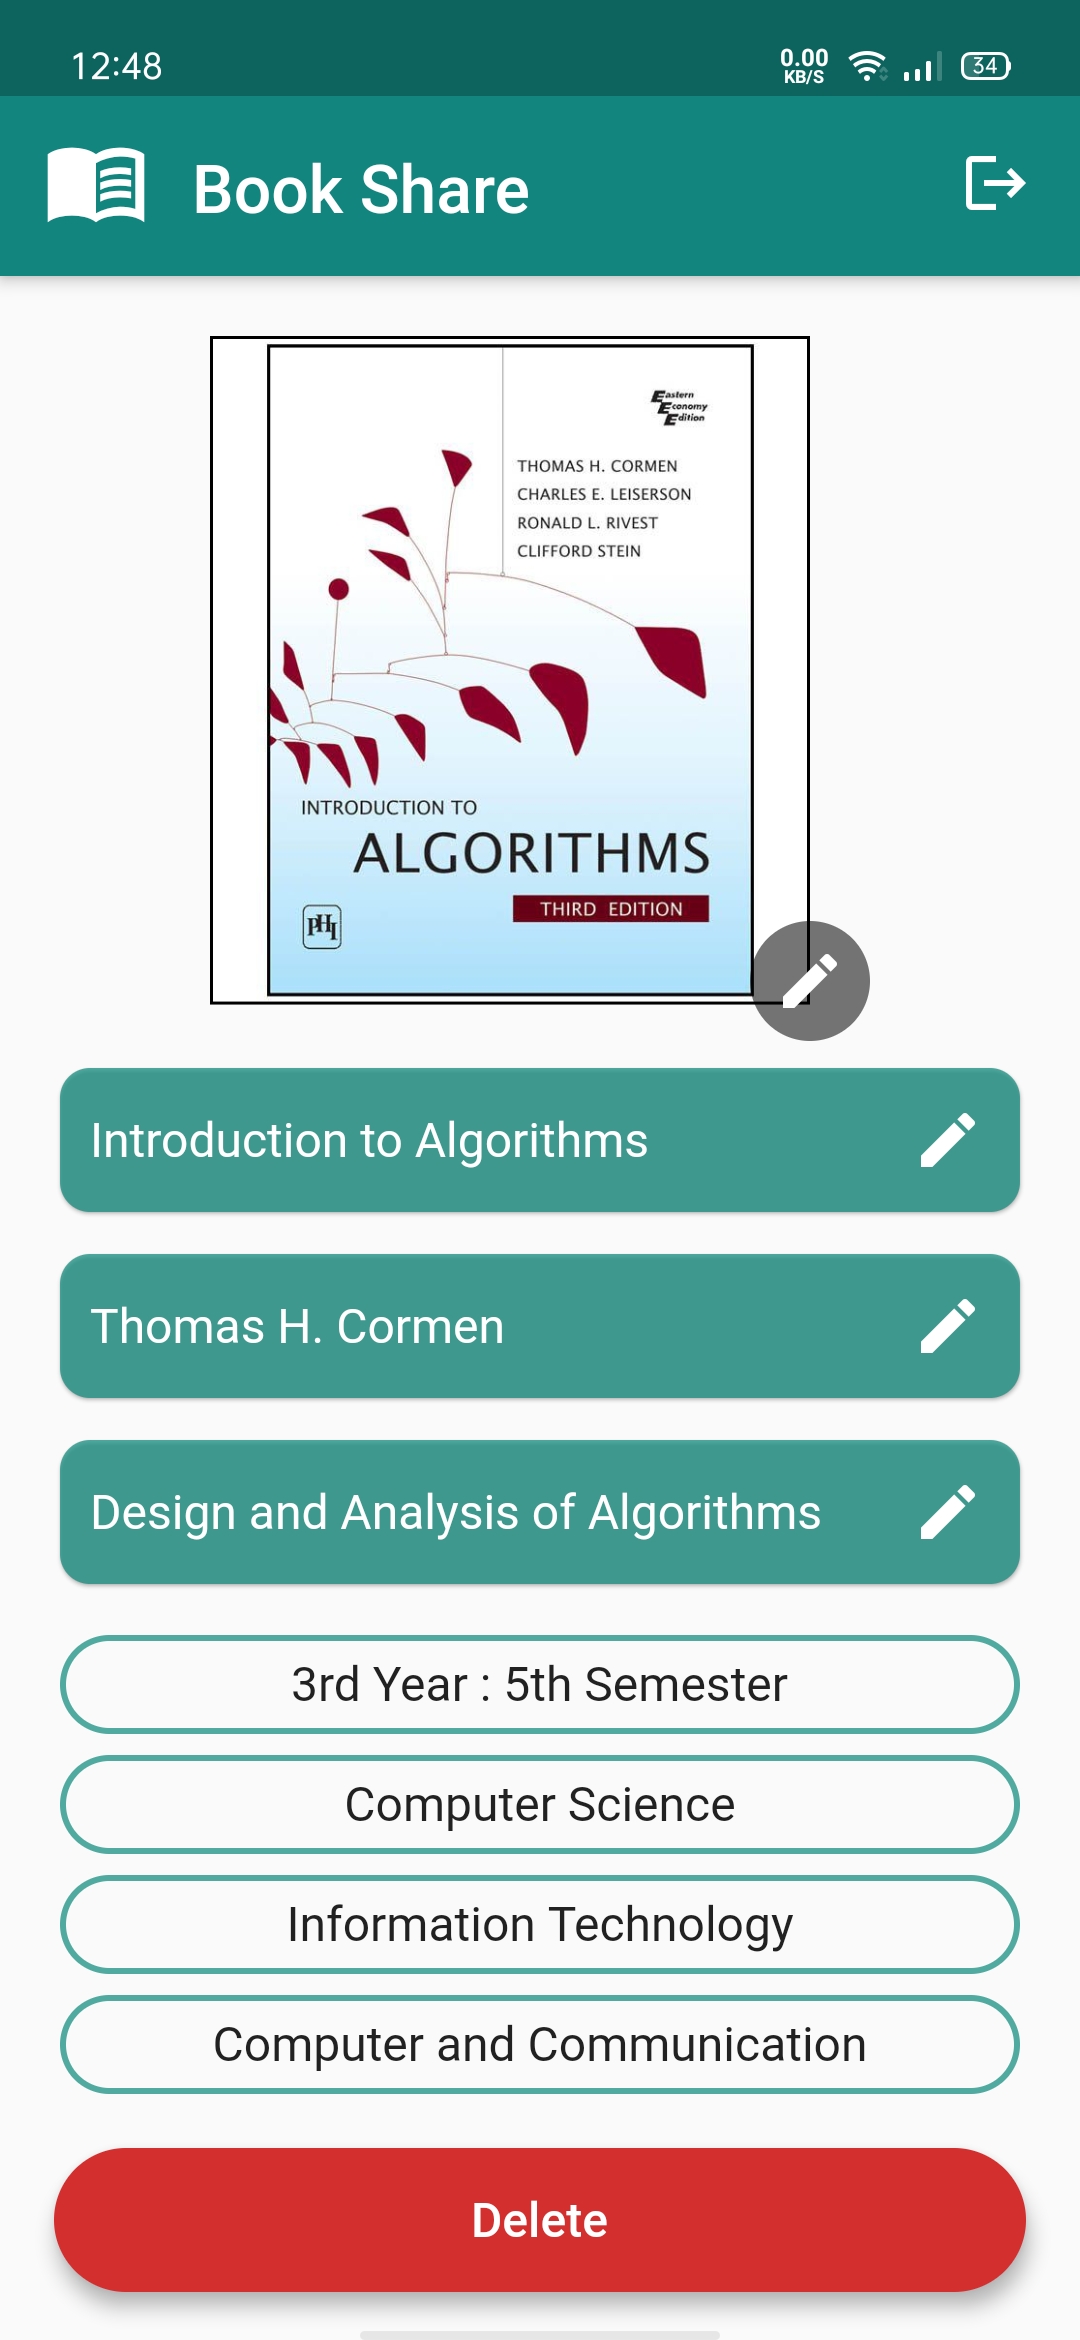 12:48
0.00
KB/S
34
Book Share
Eastern
Economy
Edition
THOMAS H. CORMEN
CHARLES E. LEISERSON
RONALD L. RIVEST
CLIFFORD STEIN
INTRODUCTION TO
ALGORITHMS
THIRD EDITION
PHI
Introduction to Algorithms
Thomas H. Cormen
Design and Analysis of Algorithms
3rd Year : 5th Semester
Computer Science
Information Technology
Computer and Communication
Delete